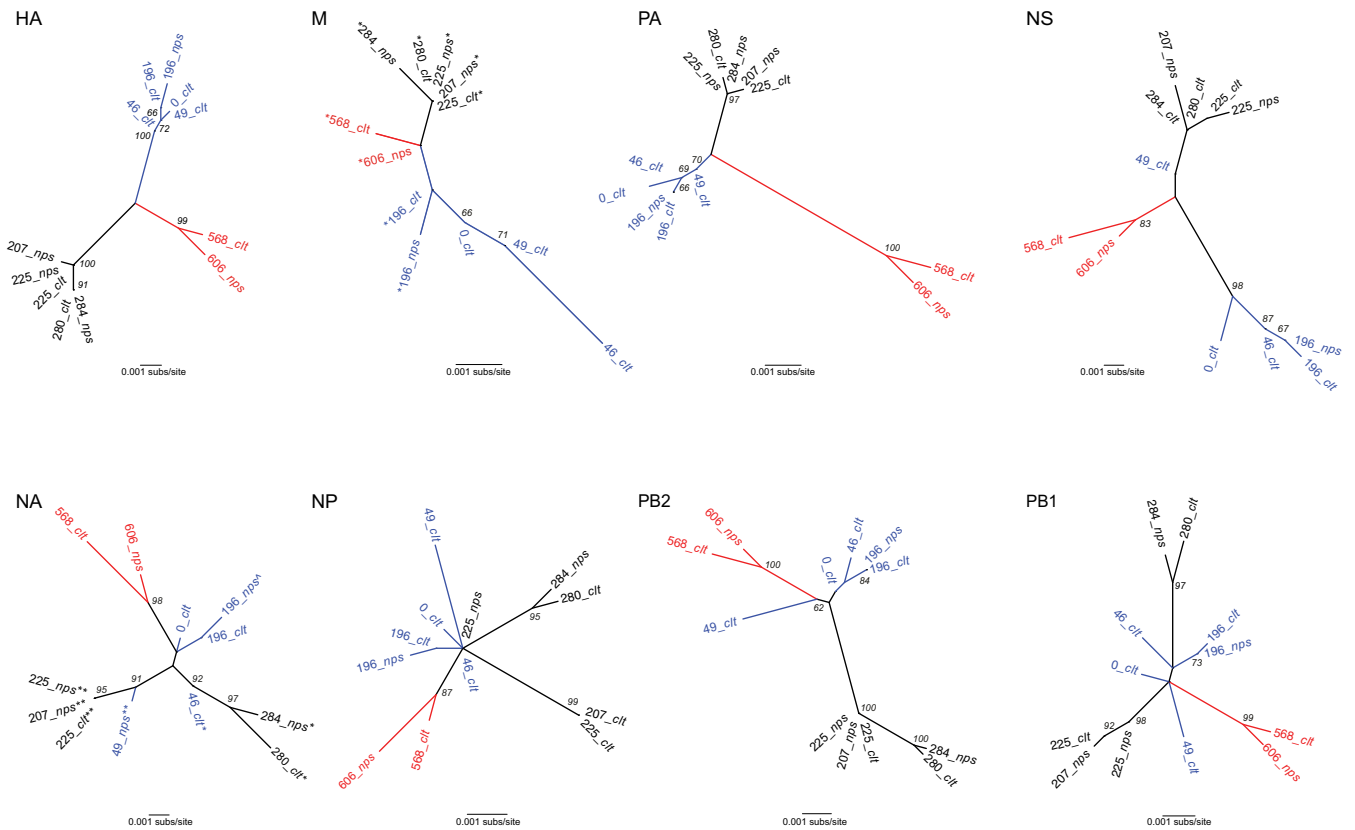 HA
196_clt
196_nps
66
0_clt
46_clt
72
49_clt
100
99
568_clt
606_nps
207_nps
100
225_nps
225_clt
91
280_clt
284_nps
0.001 subs/site
M
*284_nps
*280_clt
225_nps*
207_nps*
225_clt*
*568_clt
*606_nps
*196_clt
66
0_clt
71
49_clt
*196_nps
46_clt
0.001 subs/site
PA
280_clt
284_nps
225_nps
207_nps
225_clt
97
46_clt
70
69
0_clt
66
49_clt
196_nps
196_clt
100
568_clt
606_nps
0.001 subs/site
NS
207_nps
284_clt
280_clt
225_clt
225_nps
49_clt
568_clt
83
606_nps
98
0_clt
87
67
46_clt
196_nps
196_clt
0.001 subs/site
NA
568_clt
606_nps
98
0_clt
196_nps^
196_clt
91
92
95
225_nps**
207_nps**
225_clt**
49_nps**
46_clt*
97
284_nps*
280_clt*
0.001 subs/site
NP
49_clt
284_nps
225_nps
280_clt
95
0_clt
196_clt
196_nps
46_clt
87
99
207_clt
225_clt
606_nps
568_clt
0.001 subs/site
PB2
606_nps
568_clt
100
0_clt
46_clt
196_nps
196_clt
84
62
49_clt
100
225_nps
207_nps
225_clt
100
284_nps
280_clt
0.001 subs/site
PB1
284_nps
280_clt
97
46_clt
196_clt
196_nps
73
0_clt
92
98
225_clt
207_nps
225_nps
49_clt
99
568_clt
606_nps
0.001 subs/site